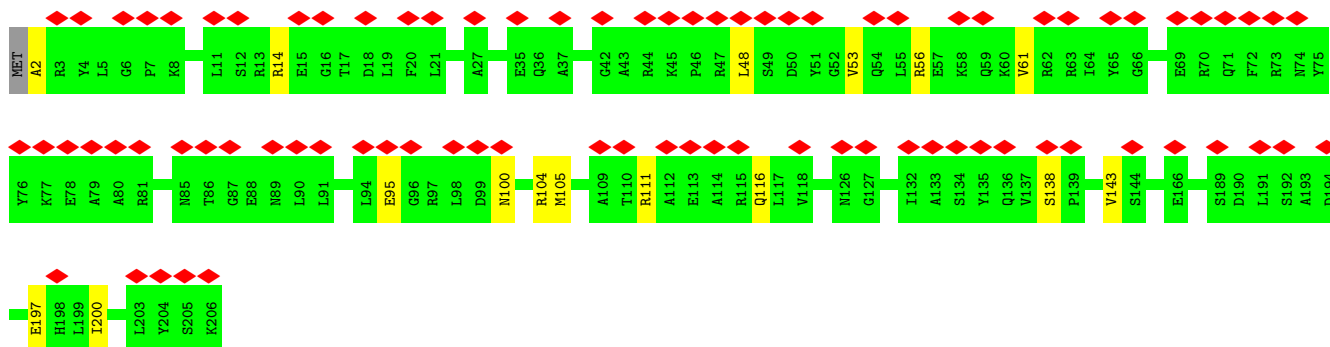 MET A2 R3 Y4 L5 G6 P7 K8 L11 S12 R13 R14 E15 G16 T17 D18 L19 F20 L21 A27 E35 Q36 A37 G42 A43 R44 K45 P46 R47 L48 S49 D50 Y51 G52 V53 Q54 L55 R56 E57 K58 Q59 K60 V61 R62 R63 I64 Y65 G66 E69 R70 Q71 F72 R73 N74 Y75
Y76 K77 E78 A79 A80 R81 N85 T86 G87 E88 N89 L90 L91 L94 E95 G96 R97 L98 D99 N100 R104 M105 A109 T110 R111 A112 E113 A114 R115 Q116 L117 V118 N126 G127 I132 A133 S134 Y135 Q136 V137 S138 P139 V143 S144 E166 S189 D190 L191 S192 A193 D194
E197 H198 L199 I200 L203 Y204 S205 K206